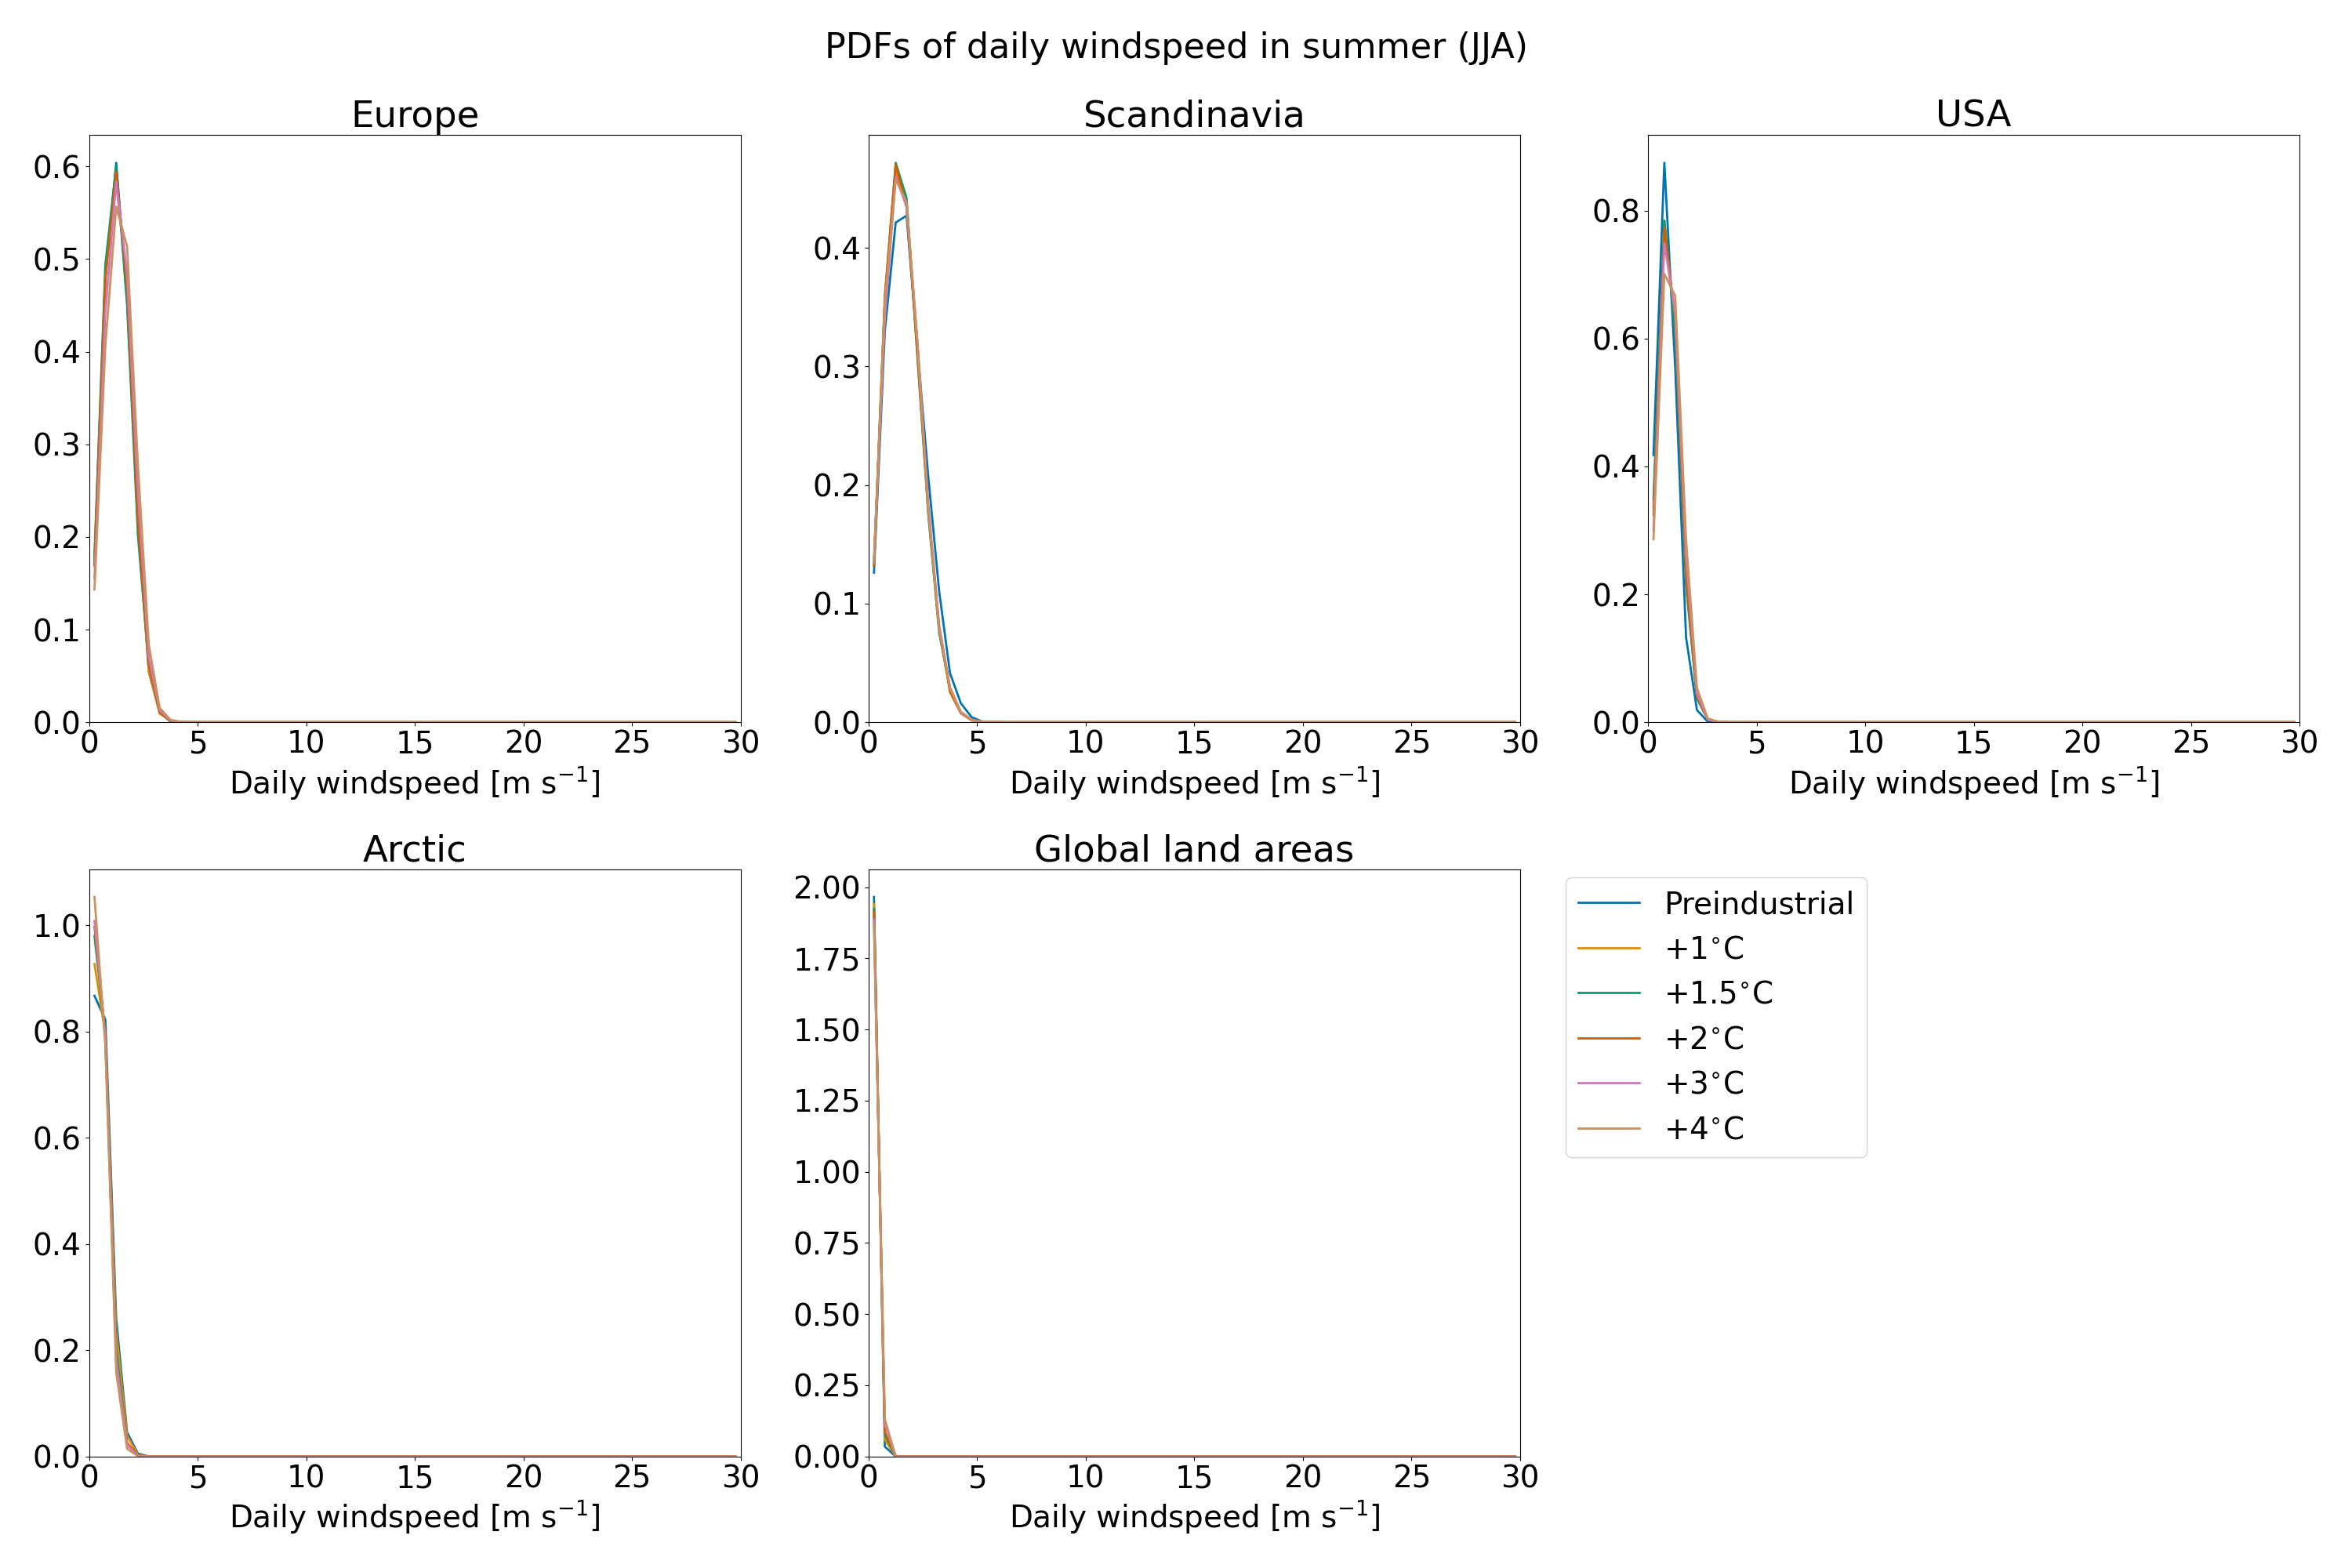 PDFs of daily windspeed in summer (JJA)
Europe
0.6
0.5
0.4
0.3
0.2
0.1
0.0
0 5 10 15 20 25 30
Daily windspeed [m s⁻¹]
Scandinavia
0.4
0.3
0.2
0.1
0.0
0 5 10 15 20 25 30
Daily windspeed [m s⁻¹]
USA
0.8
0.6
0.4
0.2
0.0
0 5 10 15 20 25 30
Daily windspeed [m s⁻¹]
Arctic
1.0
0.8
0.6
0.4
0.2
0.0
0 5 10 15 20 25 30
Daily windspeed [m s⁻¹]
Global land areas
2.00
1.75
1.50
1.25
1.00
0.75
0.50
0.25
0.00
0 5 10 15 20 25 30
Daily windspeed [m s⁻¹]
Preindustrial
+1°C
+1.5°C
+2°C
+3°C
+4°C